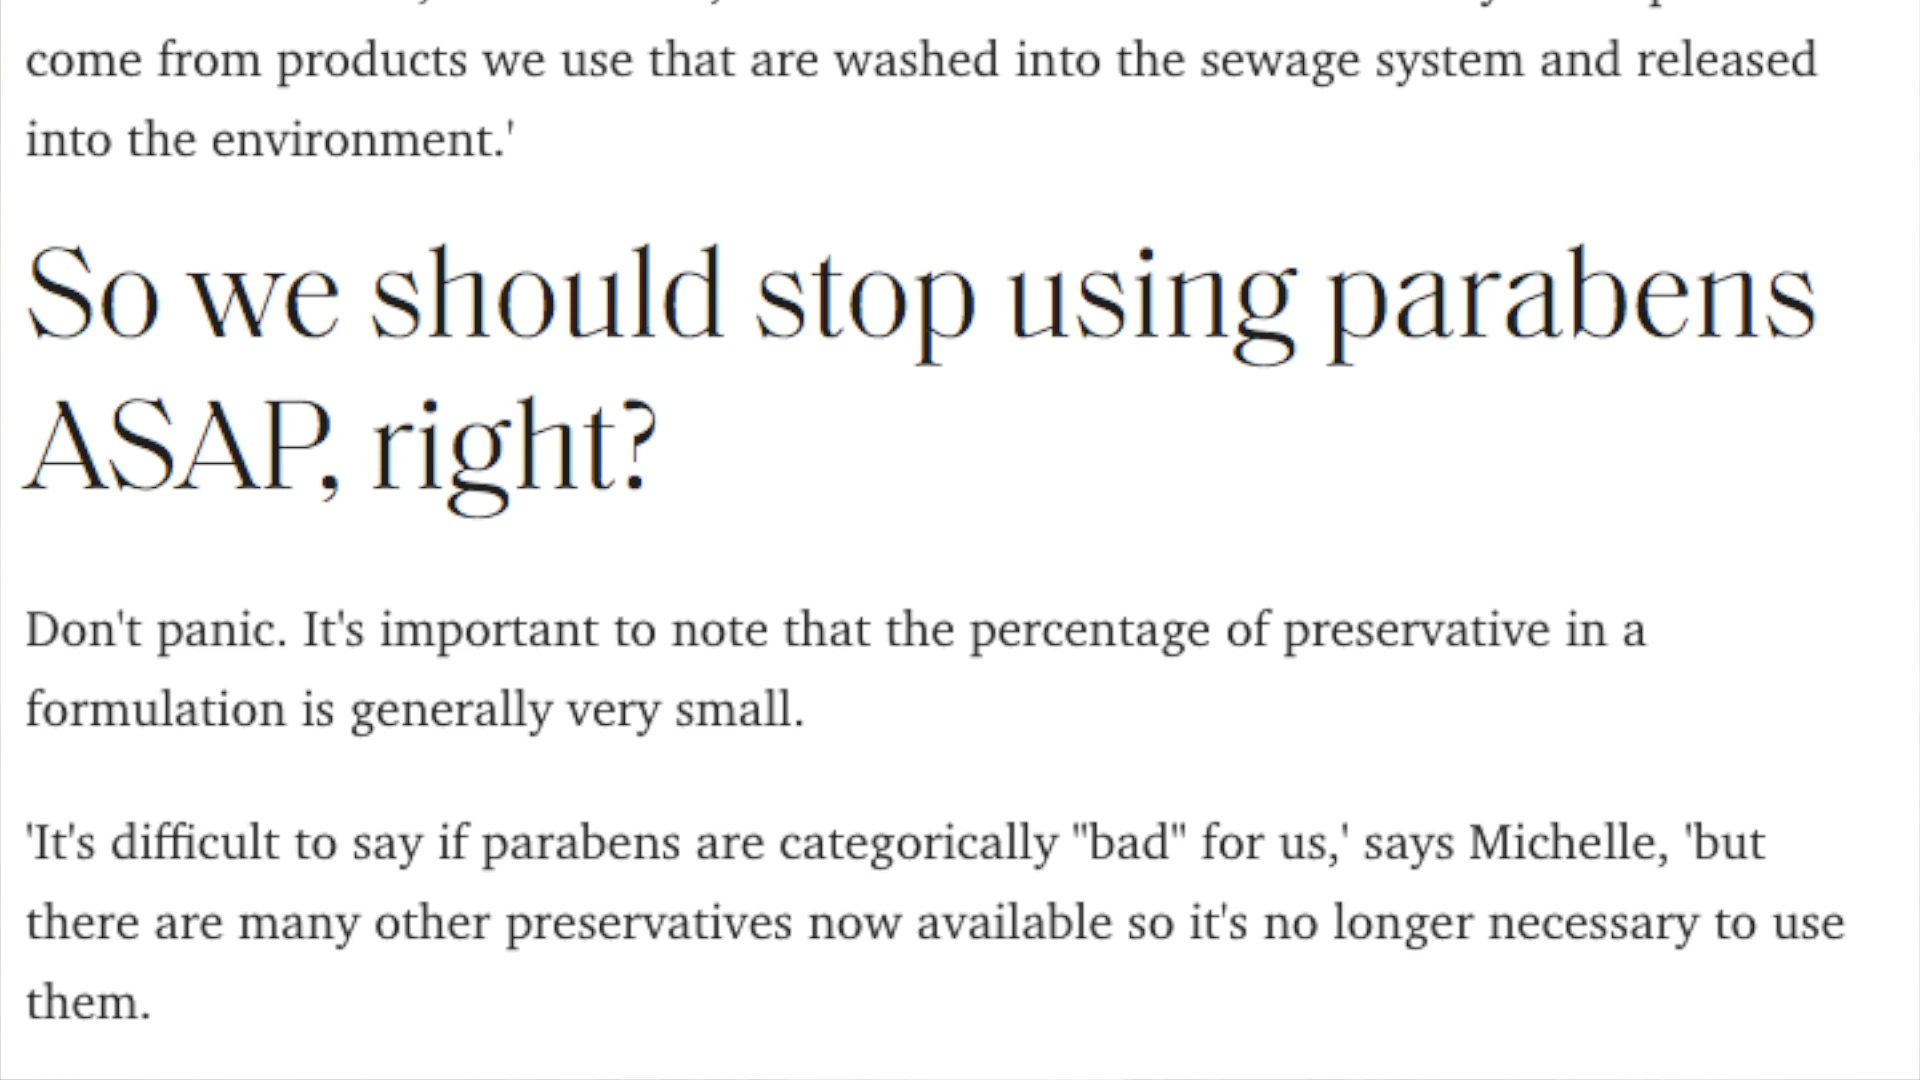 come from products we use that are washed into the sewage system and released
into the environment.'
So we should stop using parabens
ASAP, right?
Don't panic. It's important to note that the percentage of preservative in a
formulation is generally very small.
'It's difficult to say if parabens are categorically "bad" for us,' says Michelle, 'but
there are many other preservatives now available so it's no longer necessary to use
them.